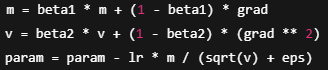 m = beta1 * m + (1 - beta1) * grad
v = beta2 * v + (1 - beta2) * (grad ** 2)
param = param - lr * m / (sqrt(v) + eps)